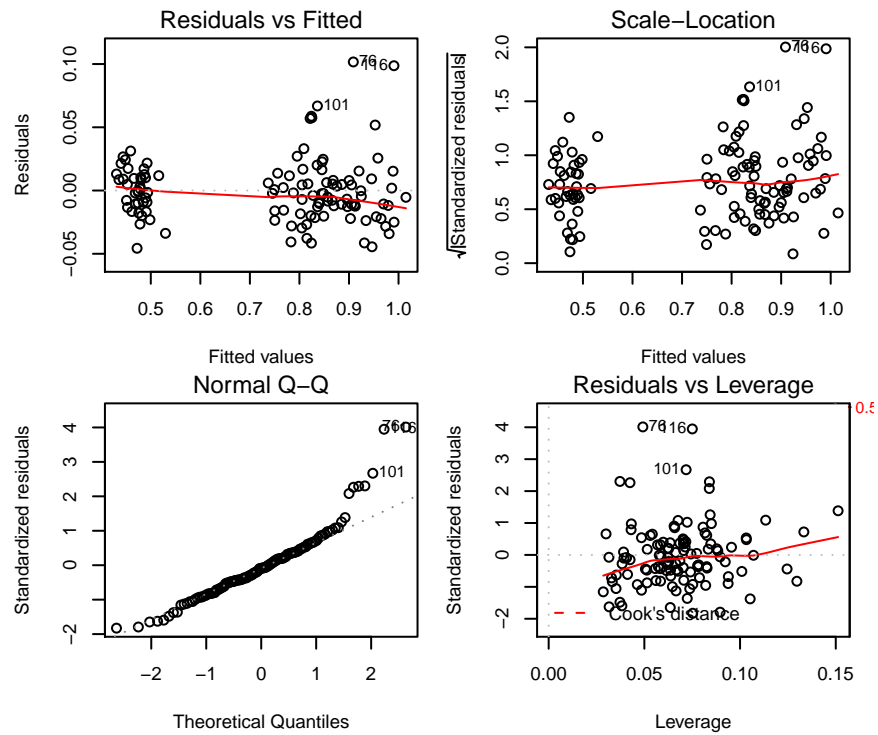 Residuals vs Fitted
Residuals
0.10
0.05
0.00
−0.05
76
116
101
0.5 0.6 0.7 0.8 0.9 1.0
Fitted values
Scale−Location
√|Standardized residuals|
2.0
1.5
1.0
0.5
0.0
76
116
101
0.5 0.6 0.7 0.8 0.9 1.0
Fitted values
Normal Q−Q
Standardized residuals
4
3
2
1
0
−2
76
116
101
−2 −1 0 1 2
Theoretical Quantiles
Residuals vs Leverage
Standardized residuals
4
3
2
1
0
−2
76
116
101
0.5
Cook's distance
0.00 0.05 0.10 0.15
Leverage